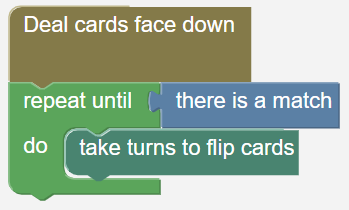 Deal cards face down
repeat until there is a match
do take turns to flip cards